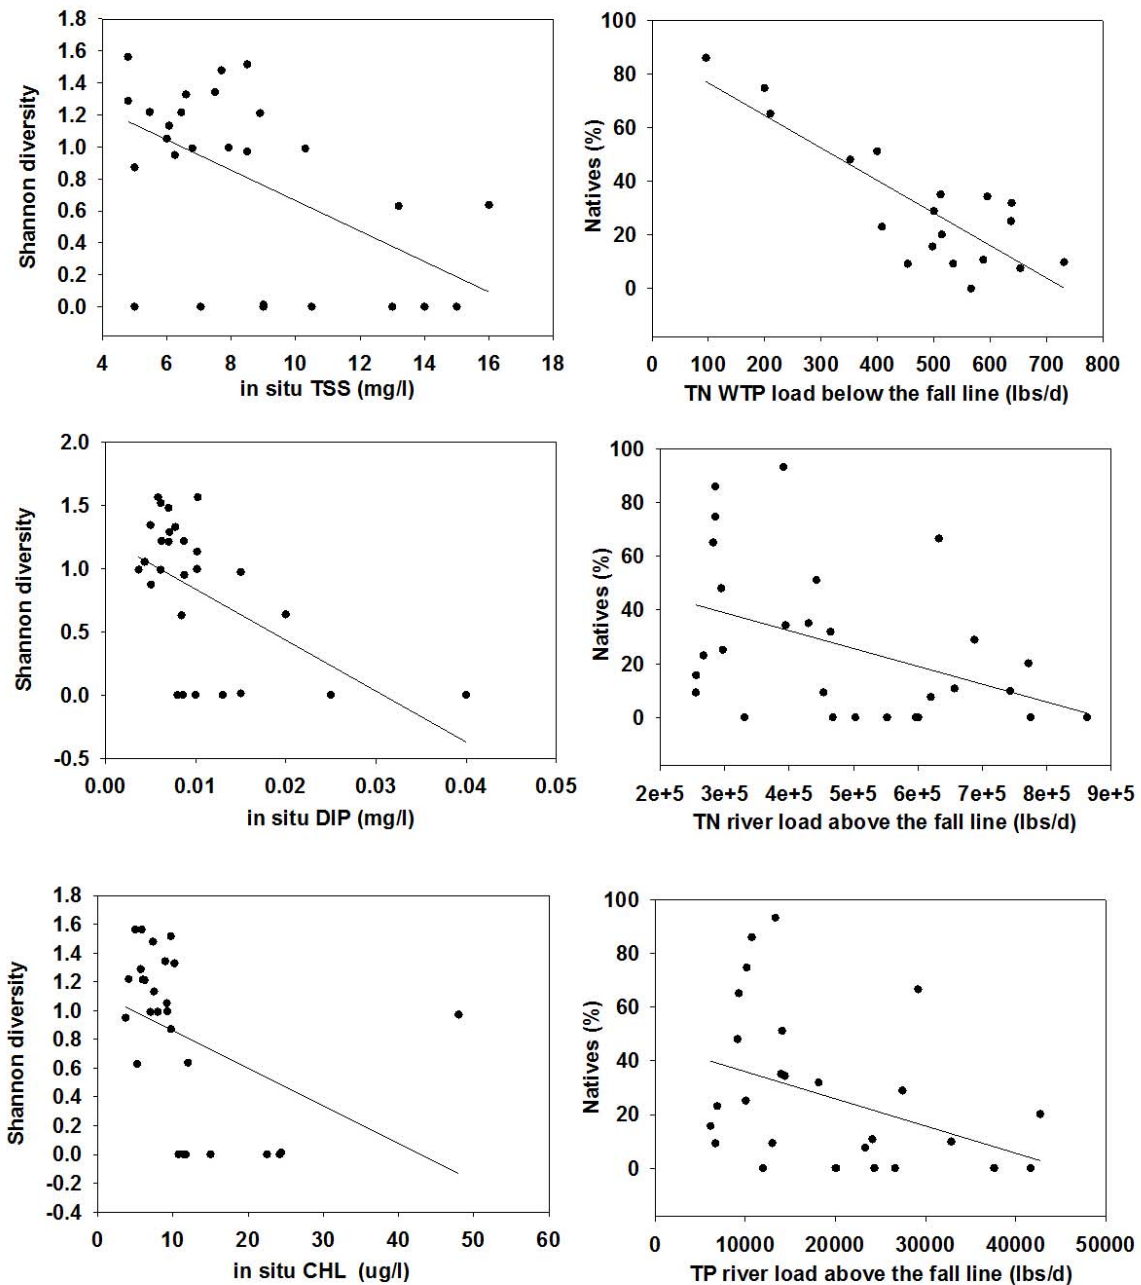 1.8
1.6
1.4
1.2
1.0
0.8
0.6
0.4
0.2
0.0
Shannon diversity
4 6 8 10 12 14 16 18
in situ TSS (mg/l)
100
80
60
40
20
0
Natives (%)
0 100 200 300 400 500 600 700 800
TN WTP load below the fall line (lbs/d)
2.0
1.5
1.0
0.5
0.0
-0.5
Shannon diversity
0.00 0.01 0.02 0.03 0.04 0.05
in situ DIP (mg/l)
100
80
60
40
20
0
Natives (%)
2e+5 3e+5 4e+5 5e+5 6e+5 7e+5 8e+5 9e+5
TN river load above the fall line (lbs/d)
1.8
1.6
1.4
1.2
1.0
0.8
0.6
0.4
0.2
0.0
-0.2
-0.4
Shannon diversity
0 10 20 30 40 50 60
in situ CHL (ug/l)
100
80
60
40
20
0
Natives (%)
0 10000 20000 30000 40000 50000
TP river load above the fall line (lbs/d)